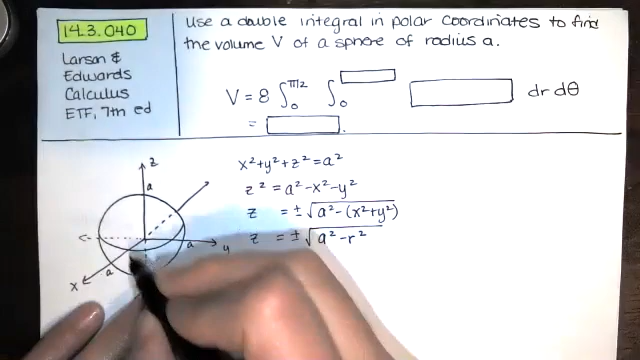 14.3.040
Larson &
Edwards
Calculus
ETF, 7th ed
Use a double integral in polar coordinates to find
the volume V of a sphere of radius a.
V = 8 ∫₀^π/2 ∫₀ dr dθ
= .
z
a
a
y
x
a
x² + y² + z² = a²
z² = a² - x² - y²
z = ± √(a² - (x² + y²))
z = ± √(a² - r²)